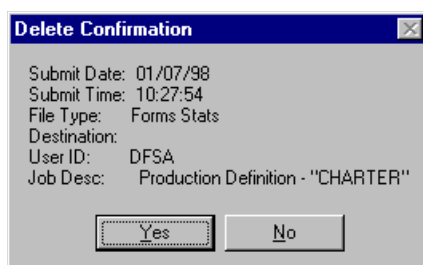 Delete Confirmation
Submit Date: 01/07/98
Submit Time: 10:27:54
File Type: Forms Stats
Destination:
User ID: DFSA
Job Desc: Production Definition - "CHARTER"
Yes No